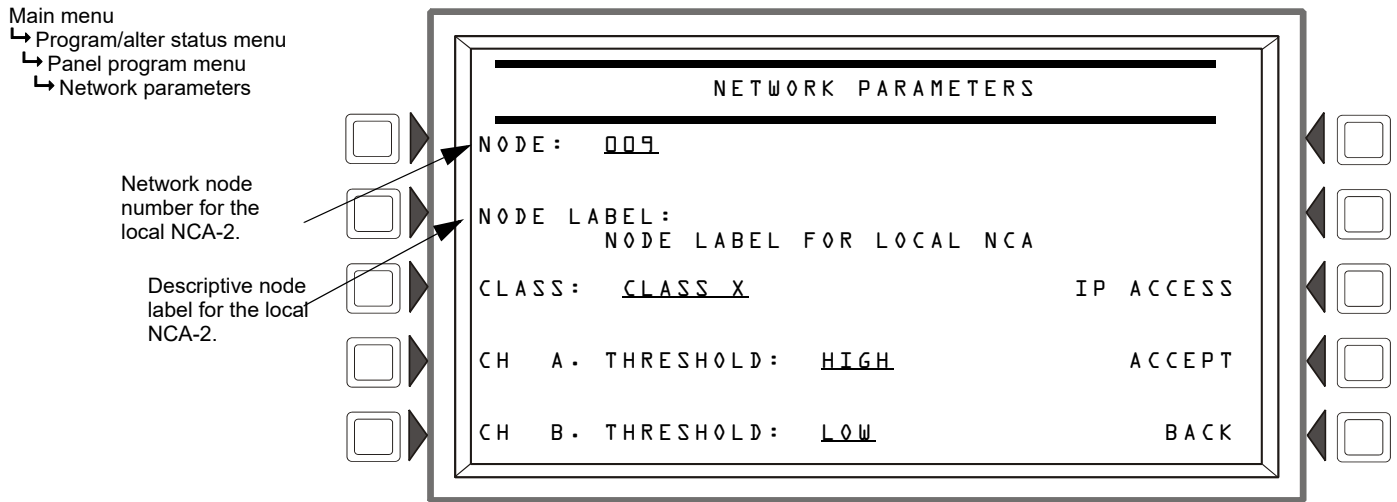 Main menu
Program/alter status menu
Panel program menu
Network parameters
NETWORK PARAMETERS
NODE: 009
Network node
number for the
local NCA-2.
NODE LABEL:
NODE LABEL FOR LOCAL NCA
Descriptive node
label for the local
NCA-2.
CLASS: CLASS X
IP ACCESS
CH A. THRESHOLD: HIGH
ACCEPT
CH B. THRESHOLD: LOW
BACK